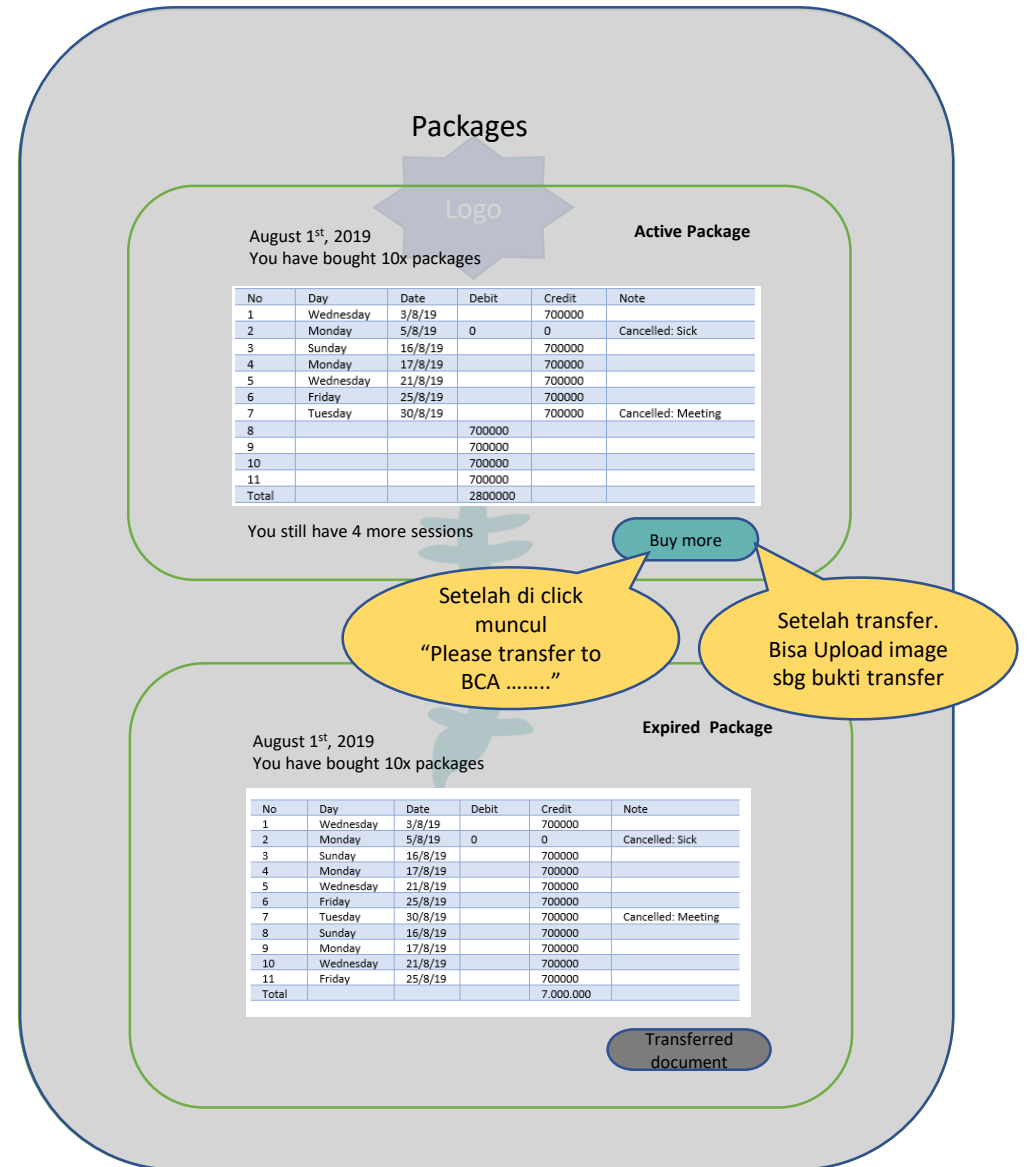 Packages
Logo
August 1st, 2019
Active Package
You have bought 10x packages
No Day Date Debit Credit Note
1 Wednesday 3/8/19 700000
2 Monday 5/8/19 0 0 Cancelled: Sick
3 Sunday 16/8/19 700000
4 Monday 17/8/19 700000
5 Wednesday 21/8/19 700000
6 Friday 25/8/19 700000
7 Tuesday 30/8/19 700000 Cancelled: Meeting
8 700000
9 700000
10 700000
11 700000
Total 2800000
You still have 4 more sessions
Buy more
Setelah di click
muncul
“Please transfer to
BCA ……..”
Setelah transfer.
Bisa Upload image
sbg bukti transfer
Expired Package
August 1st, 2019
You have bought 10x packages
No Day Date Debit Credit Note
1 Wednesday 3/8/19 700000
2 Monday 5/8/19 0 0 Cancelled: Sick
3 Sunday 16/8/19 700000
4 Monday 17/8/19 700000
5 Wednesday 21/8/19 700000
6 Friday 25/8/19 700000
7 Tuesday 30/8/19 700000 Cancelled: Meeting
8 Sunday 16/8/19 700000
9 Monday 17/8/19 700000
10 Wednesday 21/8/19 700000
11 Friday 25/8/19 700000
Total 7.000.000
Transferred
document